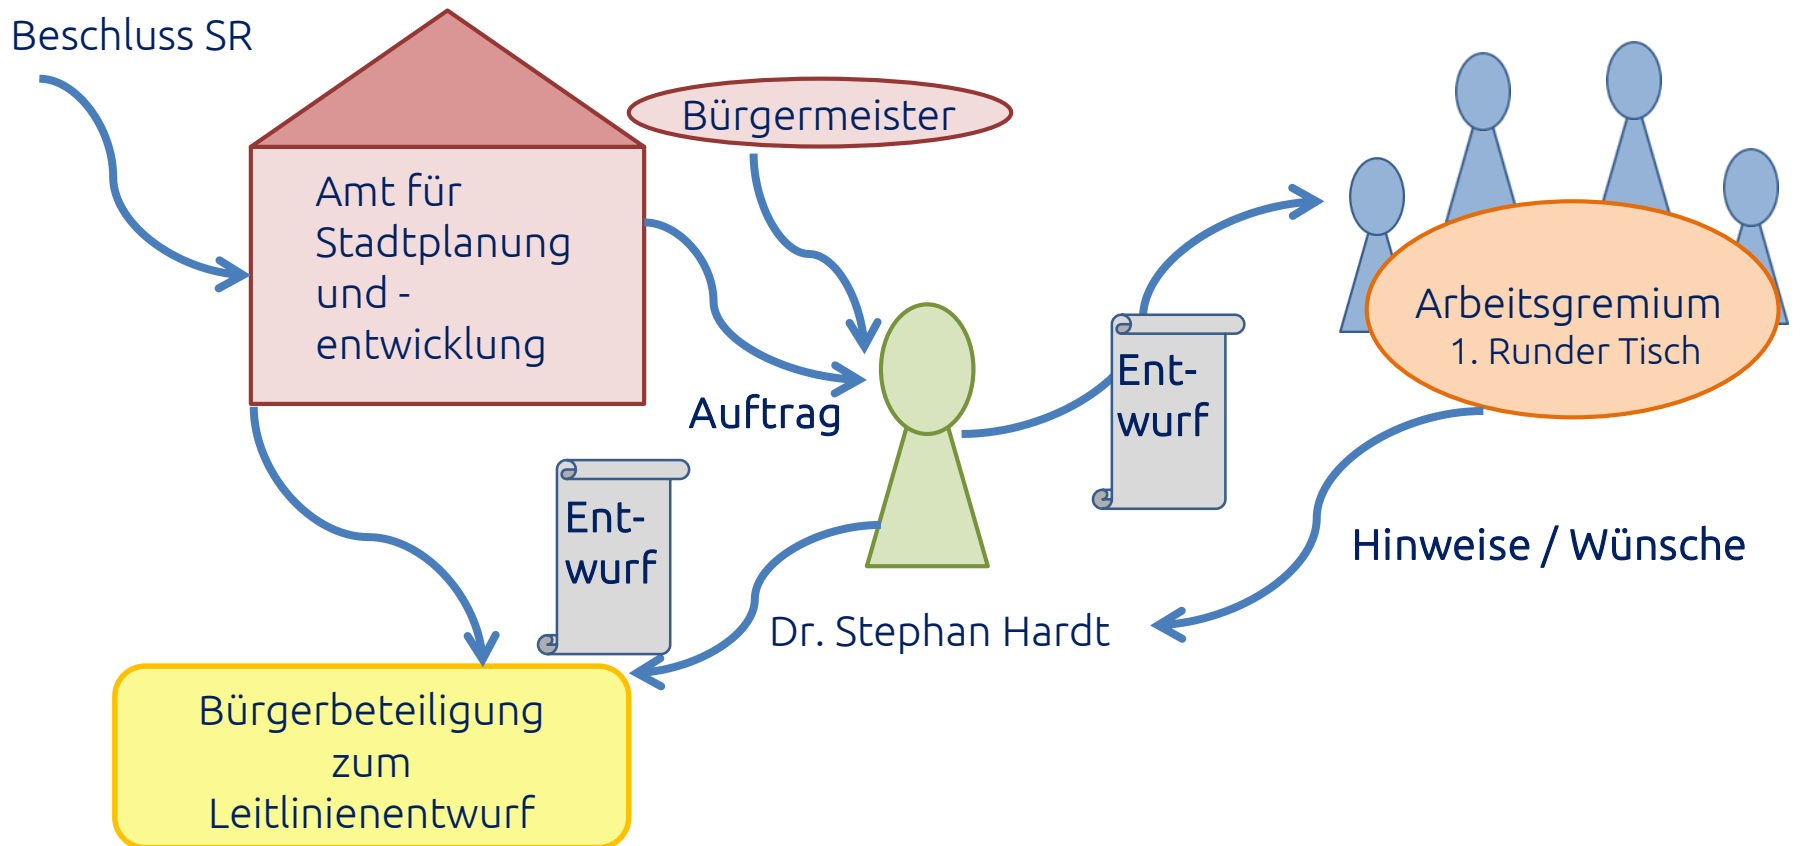 Beschluss SR
Bürgermeister
Amt für
Stadtplanung
und -
entwicklung
Auftrag
Ent-
wurf
Arbeitsgremium
1. Runder Tisch
Hinweise / Wünsche
Ent-
wurf
Dr. Stephan Hardt
Bürgerbeteiligung
zum
Leitlinienentwurf